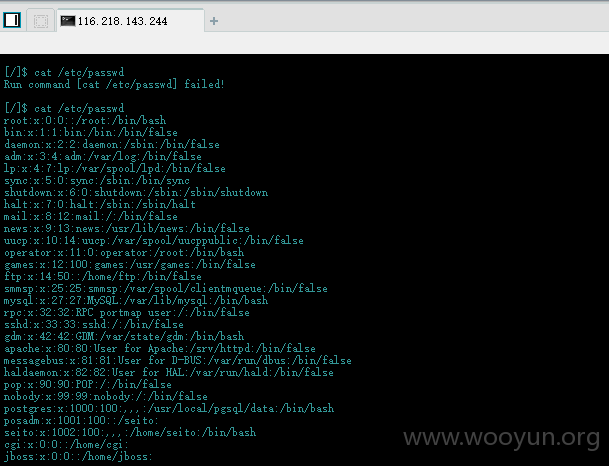 116.218.143.244
[/]$ cat /etc/passwd
Run command [cat /etc/passwd] failed!
[/]$ cat /etc/passwd
root:x:0:0::/root:/bin/bash
bin:x:1:1:bin:/bin:/bin/false
daemon:x:2:2:daemon:/sbin:/bin/false
adm:x:3:4:adm:/var/log:/bin/false
lp:x:4:7:lp:/var/spool/lpd:/bin/false
sync:x:5:0:sync:/sbin:/bin/sync
shutdown:x:6:0:shutdown:/sbin:/sbin/shutdown
halt:x:7:0:halt:/sbin:/sbin/halt
mail:x:8:12:mail:/:/bin/false
news:x:9:13:news:/usr/lib/news:/bin/false
uucp:x:10:14:uucp:/var/spool/uucppublic:/bin/false
operator:x:11:0:operator:/root:/bin/bash
games:x:12:100:games:/usr/games:/bin/false
ftp:x:14:50::/home/ftp:/bin/false
smmsp:x:25:25:smmsp:/var/spool/clientmqueue:/bin/false
mysql:x:27:27:MySQL:/var/lib/mysql:/bin/bash
rpc:x:32:32:RPC portmap user:/:/bin/false
sshd:x:33:33:sshd:/:/bin/false
gdm:x:42:42:GDM:/var/state/gdm:/bin/bash
apache:x:80:80:User for Apache:/srv/httpd:/bin/false
messagebus:x:81:81:User for D-BUS:/var/run/dbus:/bin/false
haldaemon:x:82:82:User for HAL:/var/run/hald:/bin/false
pop:x:90:90:POP:/:/bin/false
nobody:x:99:99:nobody:/:/bin/false
postgres:x:1000:100:,,,:/usr/local/pgsql/data:/bin/bash
posadm:x:1001:100::/seito:
seito:x:1002:100:,,,:/home/seito:/bin/bash
cgi:x:0:0::/home/cgi:
jboss:x:0:0::/home/jboss:
www.wooyun.org